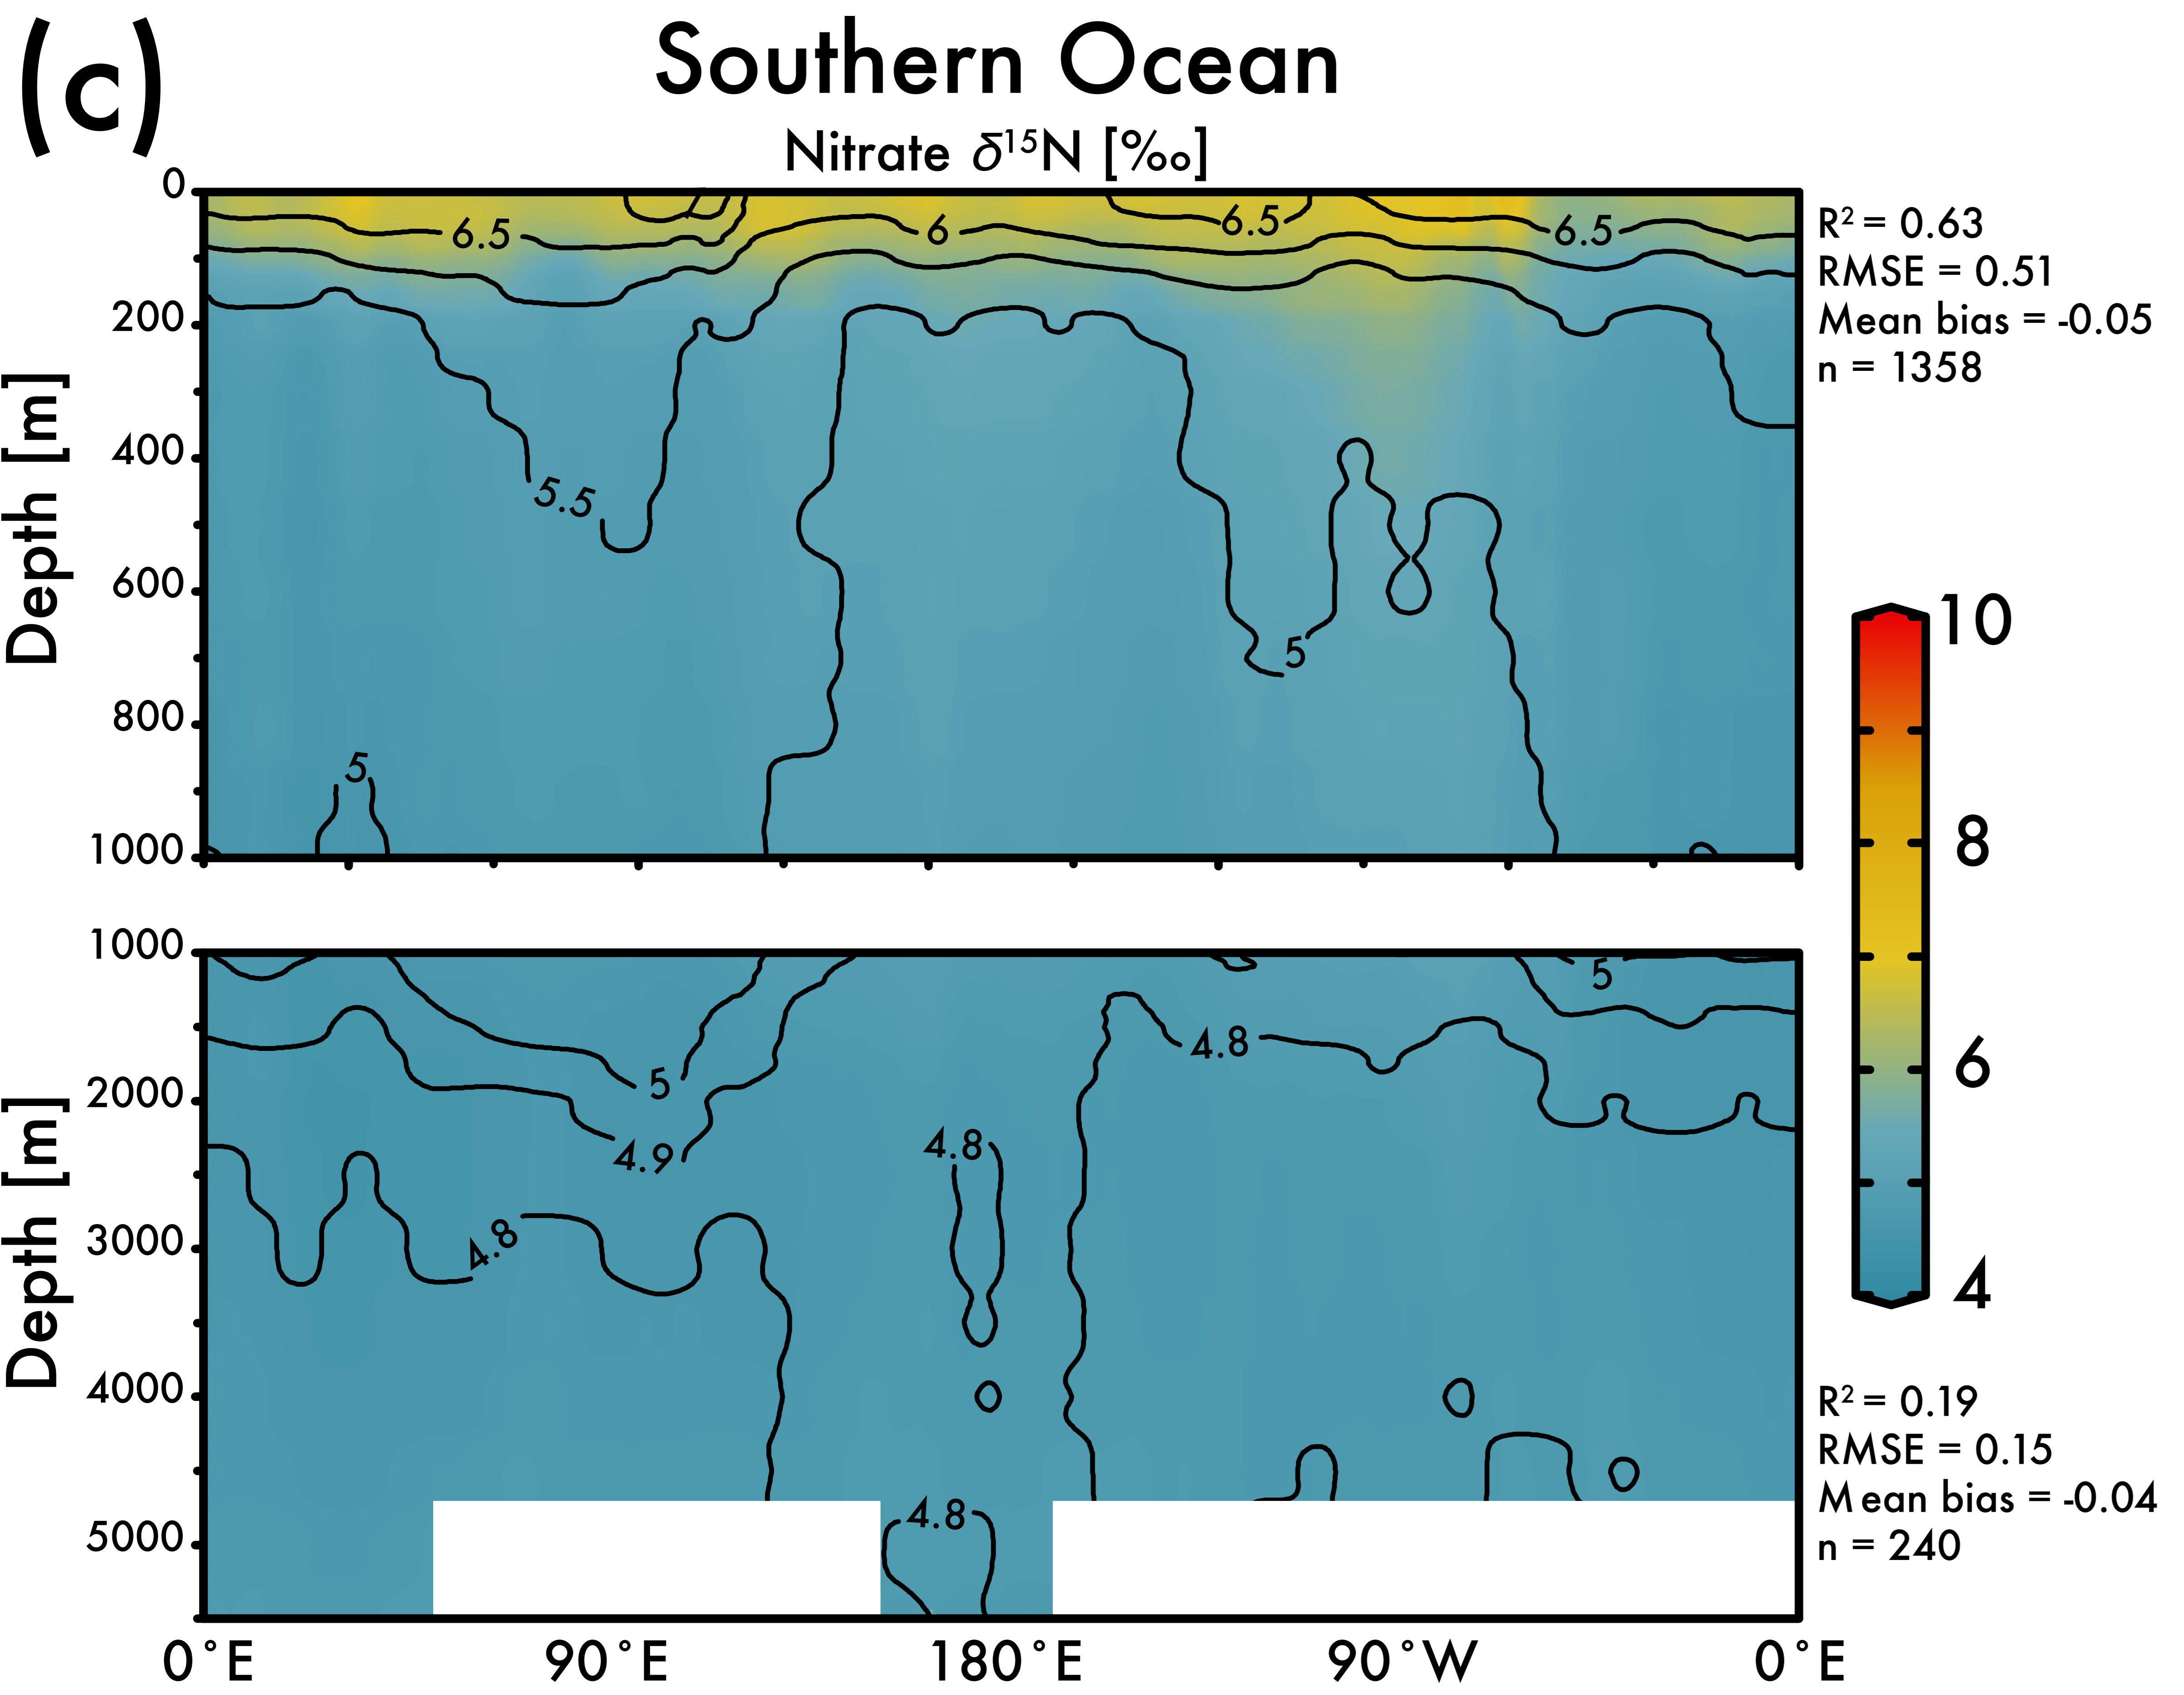 (c)
Southern Ocean
Nitrate δ¹⁵N [‰]
Depth [m]
0
200
400
600
800
1000
6.5
6
6.5
6.5
5.5
5
5
R² = 0.63
RMSE = 0.51
Mean bias = -0.05
n = 1358
10
8
6
4
Depth [m]
1000
2000
3000
4000
5000
5
4.8
5
4.9
4.8
4.8
4.8
R² = 0.19
RMSE = 0.15
Mean bias = -0.04
n = 240
0°E
90°E
180°E
90°W
0°E